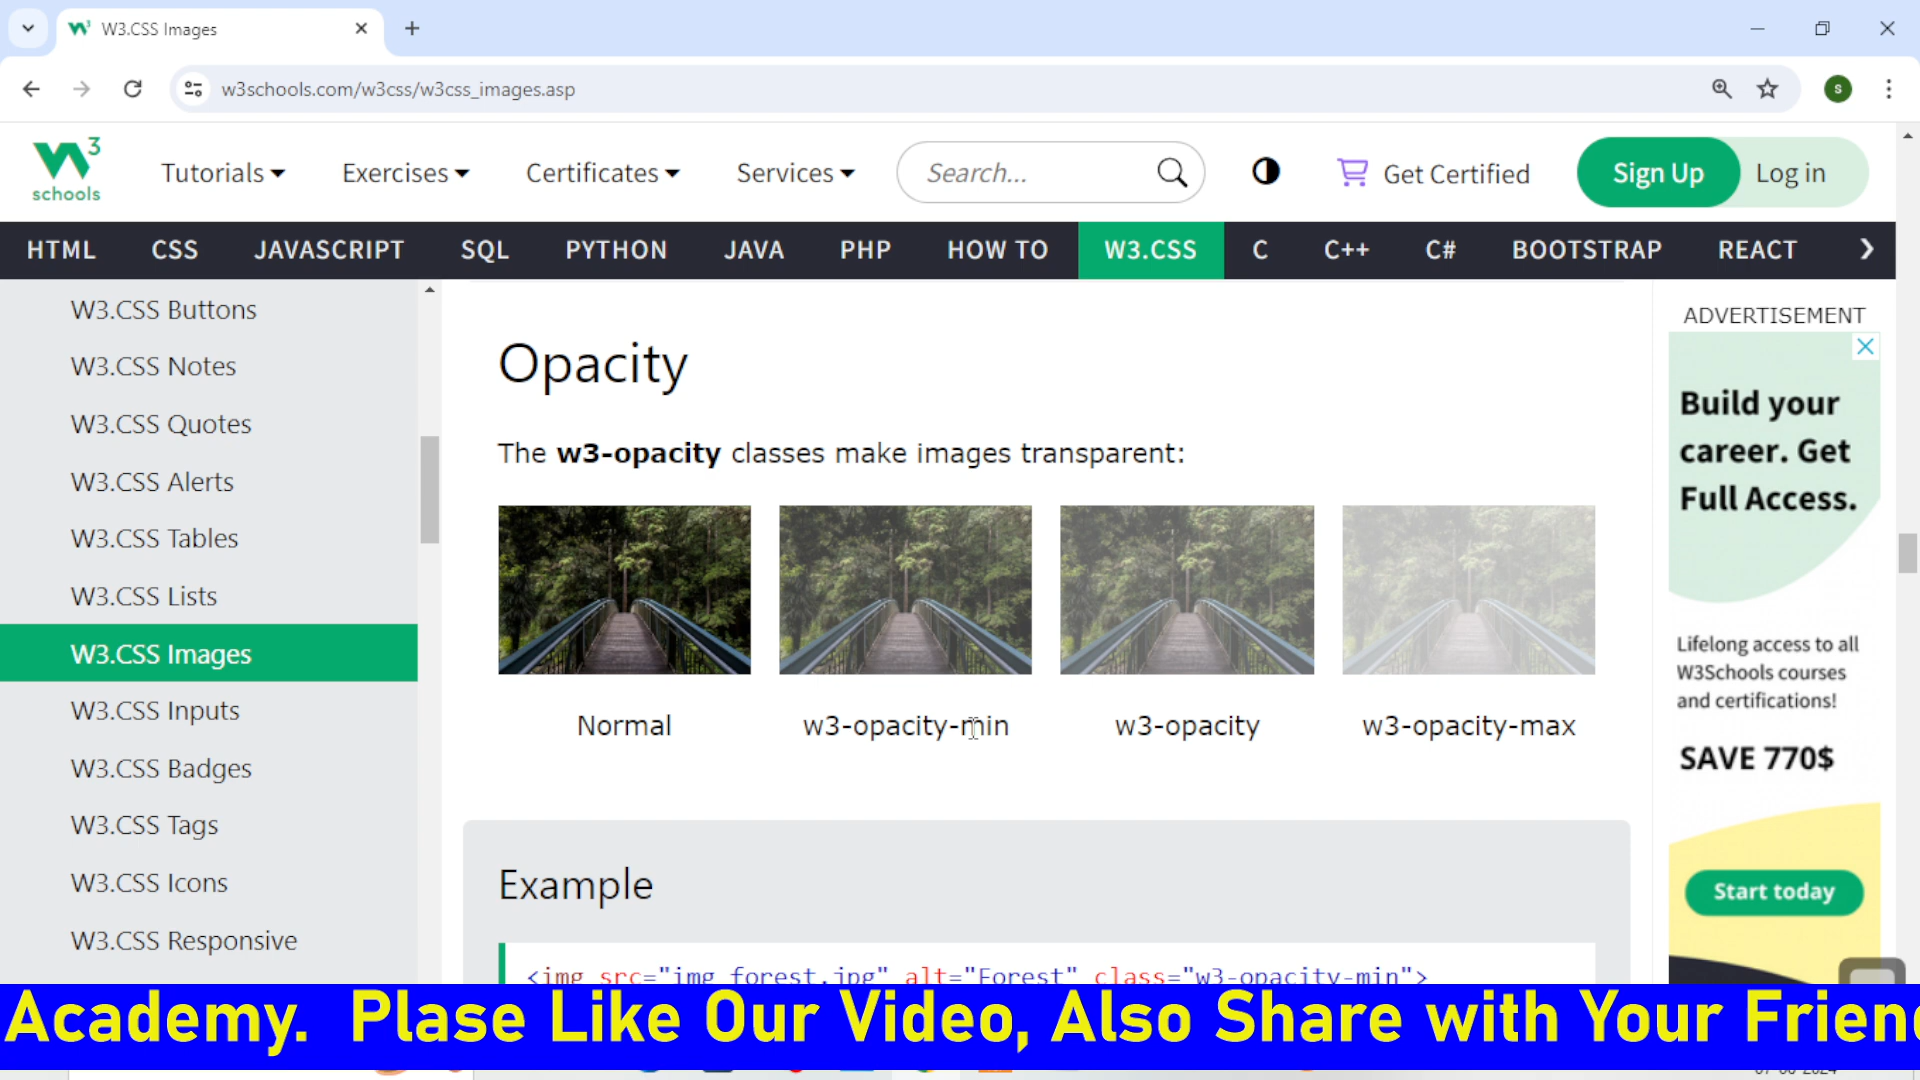 W3.CSS Images
w3schools.com/w3css/w3css_images.asp
S
3
schools
Tutorials
Exercises
Certificates
Services
Search...
Get Certified
Sign Up
Log in
HTML
CSS
JAVASCRIPT
SQL
PYTHON
JAVA
PHP
HOW TO
W3.CSS
C
C++
C#
BOOTSTRAP
REACT
W3.CSS Buttons
W3.CSS Notes
W3.CSS Quotes
W3.CSS Alerts
W3.CSS Tables
W3.CSS Lists
W3.CSS Images
W3.CSS Inputs
W3.CSS Badges
W3.CSS Tags
W3.CSS Icons
W3.CSS Responsive
Opacity
The w3-opacity classes make images transparent:
Normal
w3-opacity-min
w3-opacity
w3-opacity-max
Example
<img src="img_forest.jpg" alt="Forest" class="w3-opacity-min">
ADVERTISEMENT
Build your
career. Get
Full Access.
Lifelong access to all
W3Schools courses
and certifications!
SAVE 770$
Start today
Academy. Plase Like Our Video, Also Share with Your Frien